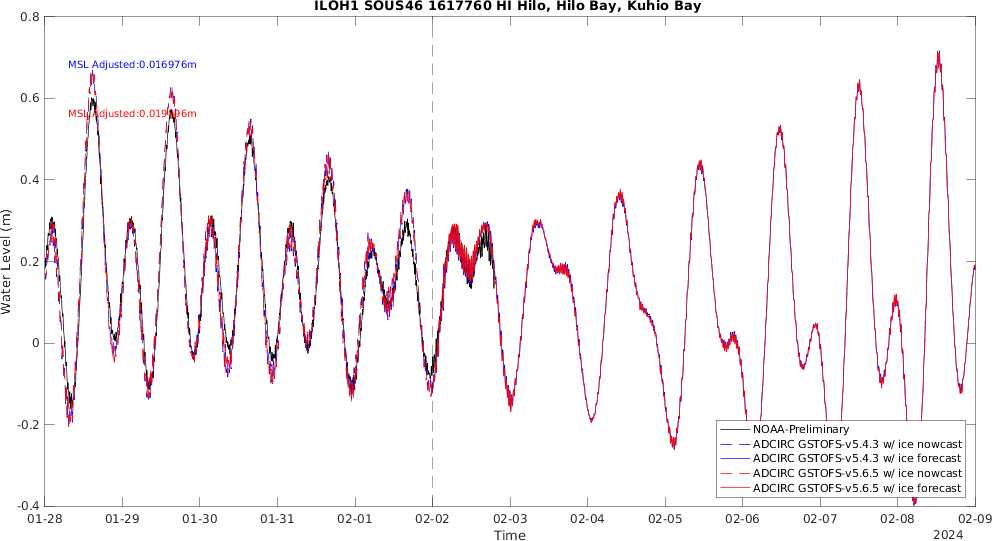 ILOH1 SOUS46 1617760 HI Hilo, Hilo Bay, Kuhio Bay
0.8
0.6
0.4
0.2
0
-0.2
-0.4
Water Level (m)
MSL Adjusted:0.016976m
NOAA-Preliminary
ADCIRC GSTOFS-v5.4.3 w/ ice nowcast
ADCIRC GSTOFS-v5.4.3 w/ ice forecast
ADCIRC GSTOFS-v5.6.5 w/ ice nowcast
ADCIRC GSTOFS-v5.6.5 w/ ice forecast
01-28 01-29 01-30 01-31 02-01 02-02 02-03 02-04 02-05 02-06 02-07 02-08 02-09
Time
2024